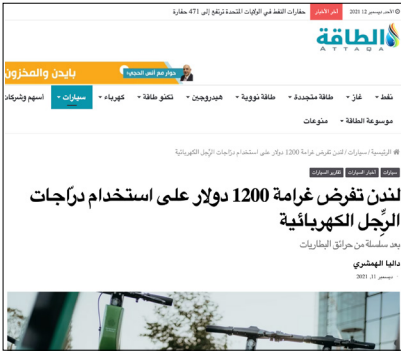 الأحد, ديسمبر 12 2021
آخر الأخبار
حفارات النفط في الولايات المتحدة ترتفع إلى 471 حفارة
الطاقة
ATTAQA
حوار مع أنس الحجي:
بايدن والمخزون
نفط
غاز
طاقة متجددة
طاقة نووية
هيدروجين
تكنو طاقة
كهرباء
سيارات
أسهم وشركات
موسوعة الطاقة
منوعات
الرئيسية / سيارات / لندن تفرض غرامة 1200 دولار على استخدام درّاجات الرِّجل الكهربائية
سيارات
أخبار السيارات
تقارير السيارات
لندن تفرض غرامة 1200 دولار على استخدام درّاجات
الرِّجل الكهربائية
بعد سلسلة من حرائق البطاريات
داليا الهمشري
ديسمبر 11, 2021